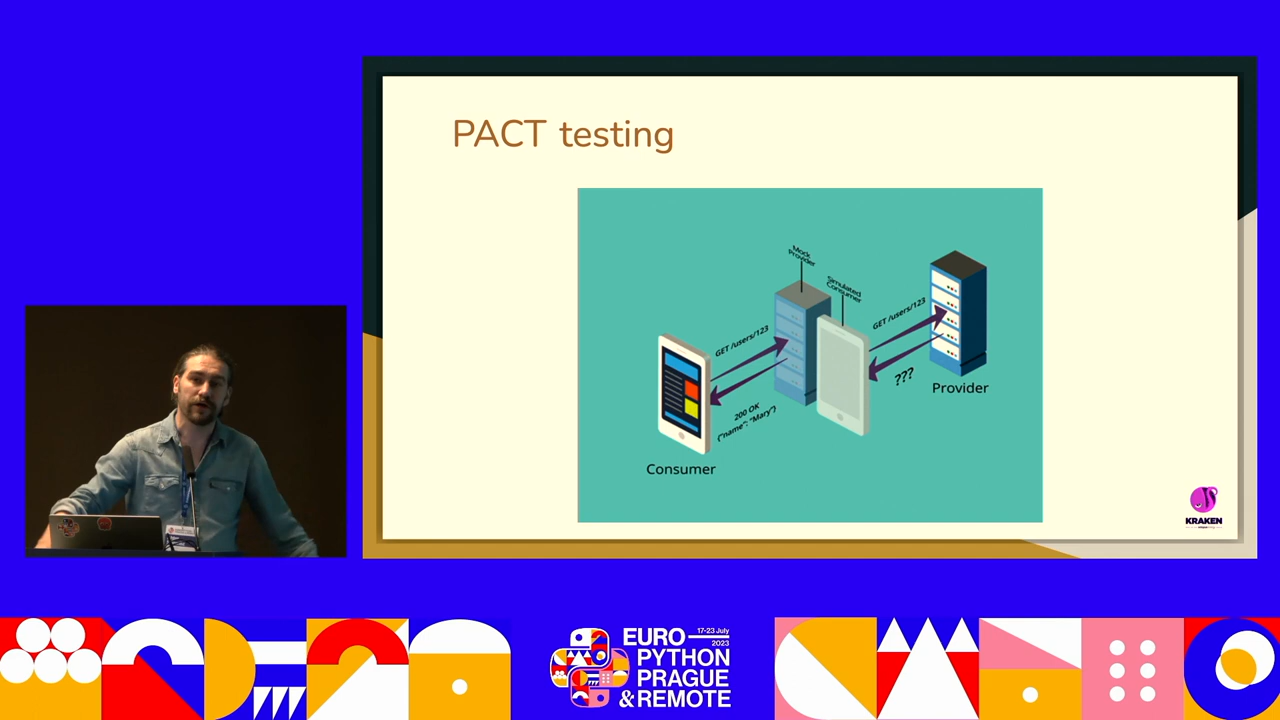 PACT testing
Mock
Provider
Simulated
Consumer
GET /users/123
GET /users/123
???
Provider
200 OK
{"name": "Mary"}
Consumer
KRAKEN
EURO
17-23 July
2023
PYTHON
PRAGUE
& REMOTE